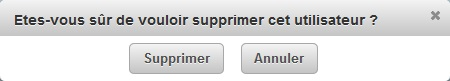 Etes-vous sûr de vouloir supprimer cet utilisateur ?
Supprimer Annuler